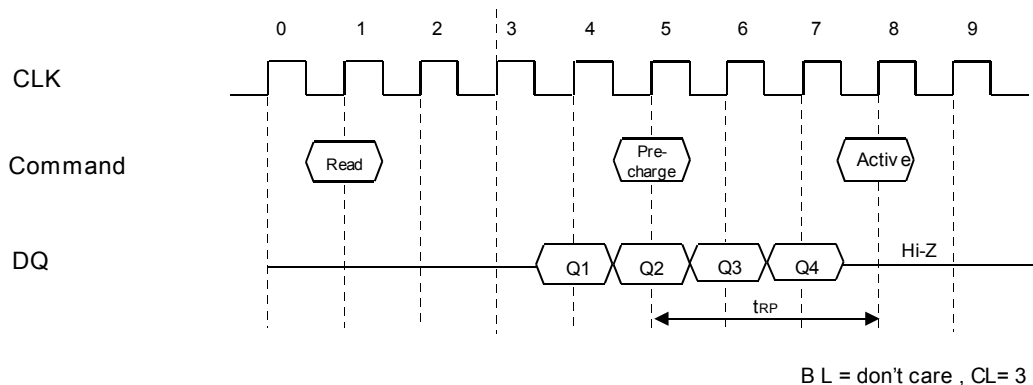 0 1 2 3 4 5 6 7 8 9
CLK
Command Read Pre-charge Active
DQ Q1 Q2 Q3 Q4 Hi-Z
tRP
B L = don't care , CL= 3